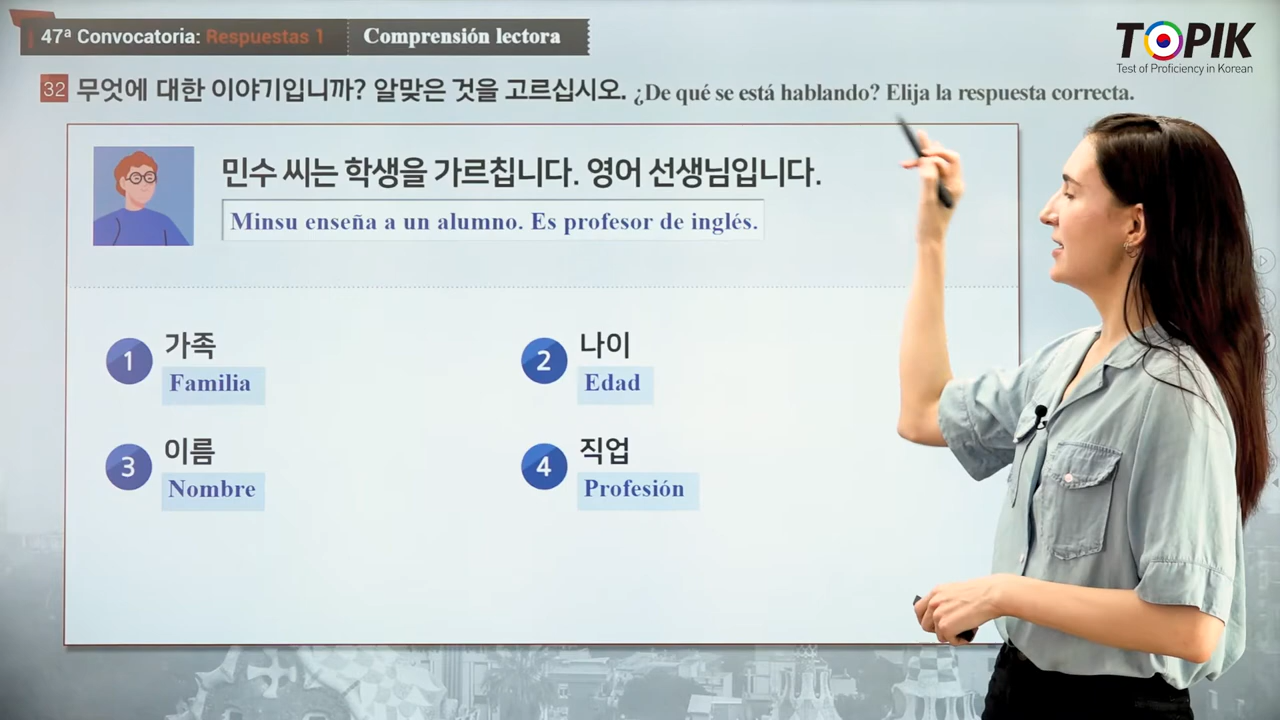 47ª Convocatoria: Respuestas 1
Comprensión lectora
TOPIK
Test of Proficiency in Korean
32 무엇에 대한 이야기입니까? 알맞은 것을 고르십시오. ¿De qué se está hablando? Elija la respuesta correcta.
민수 씨는 학생을 가르칩니다. 영어 선생님입니다.
Minsu enseña a un alumno. Es profesor de inglés.
1 가족
Familia
2 나이
Edad
3 이름
Nombre
4 직업
Profesión